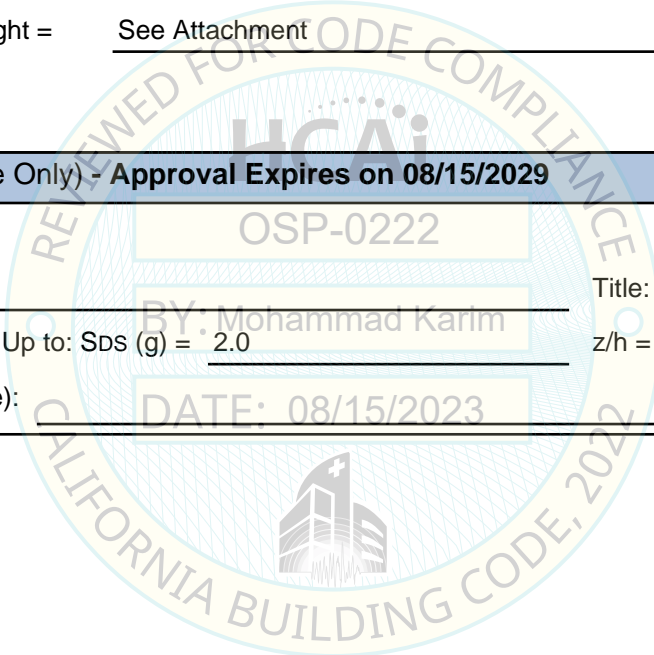 ght = See Attachment
e Only) - Approval Expires on 08/15/2029
Title:
Up to: SDS (g) = 2.0 z/h =
e):
REVIEWED FOR CODE COMPLIANCE
HCAi
OSP-0222
BY: Mohammad Karim
DATE: 08/15/2023
CALIFORNIA BUILDING CODE, 2022